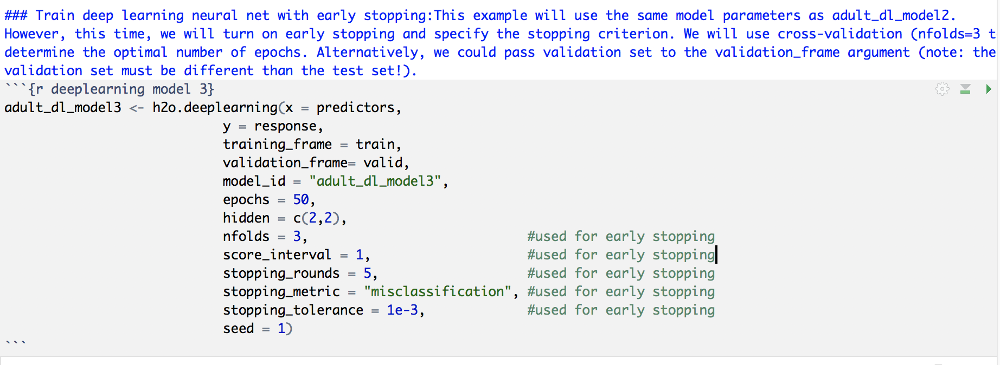 ### Train deep learning neural net with early stopping:This example will use the same model parameters as adult_dl_model2.
However, this time, we will turn on early stopping and specify the stopping criterion. We will use cross-validation (nfolds=3 t
determine the optimal number of epochs. Alternatively, we could pass validation set to the validation_frame argument (note: the
validation set must be different than the test set!).
```{r deeplearning model 3}
adult_dl_model3 <- h2o.deeplearning(x = predictors,
y = response,
training_frame = train,
validation_frame= valid,
model_id = "adult_dl_model3",
epochs = 50,
hidden = c(2,2),
nfolds = 3, #used for early stopping
score_interval = 1, #used for early stopping
stopping_rounds = 5, #used for early stopping
stopping_metric = "misclassification", #used for early stopping
stopping_tolerance = 1e-3, #used for early stopping
seed = 1)
```